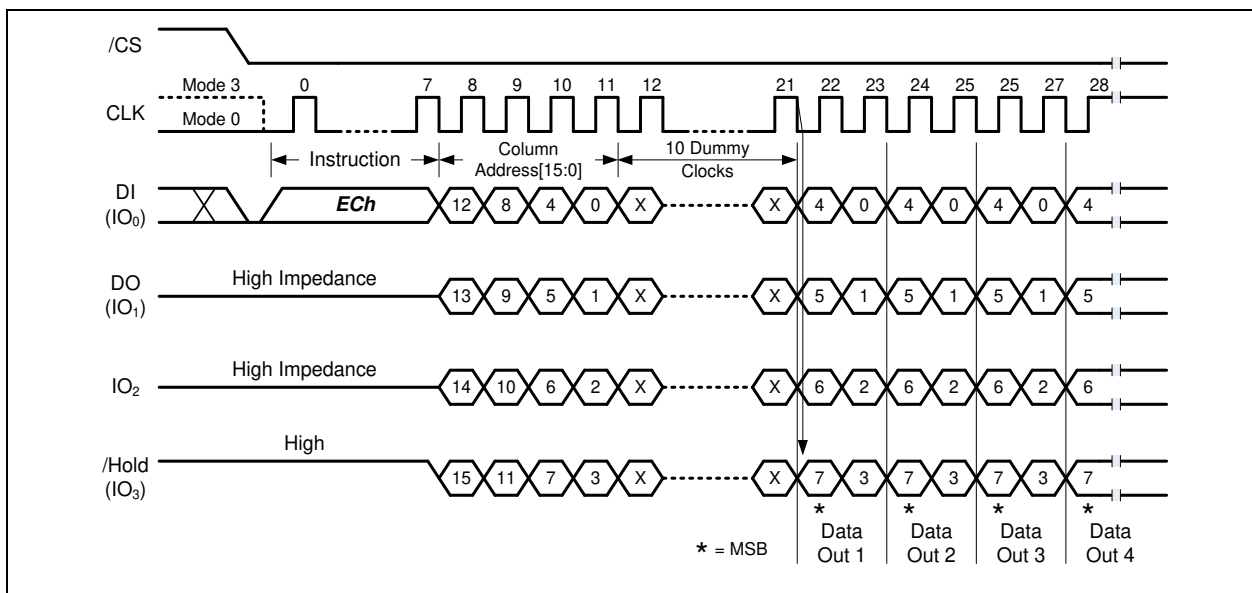 /CS
Mode 3 0 7 8 9 10 11 12 21 22 23 24 25 25 27 28
CLK
Mode 0
Instruction Column Address[15:0] 10 Dummy Clocks
DI
(IO0) ECh 12 8 4 0 X X 4 0 4 0 4 0 4
DO
(IO1) High Impedance 13 9 5 1 X X 5 1 5 1 5 1 5
IO2 High Impedance 14 10 6 2 X X 6 2 6 2 6 2 6
/Hold
(IO3) High 15 11 7 3 X X 7 3 7 3 7 3 7
* * * *
* = MSB
Data Out 1 Data Out 2 Data Out 3 Data Out 4